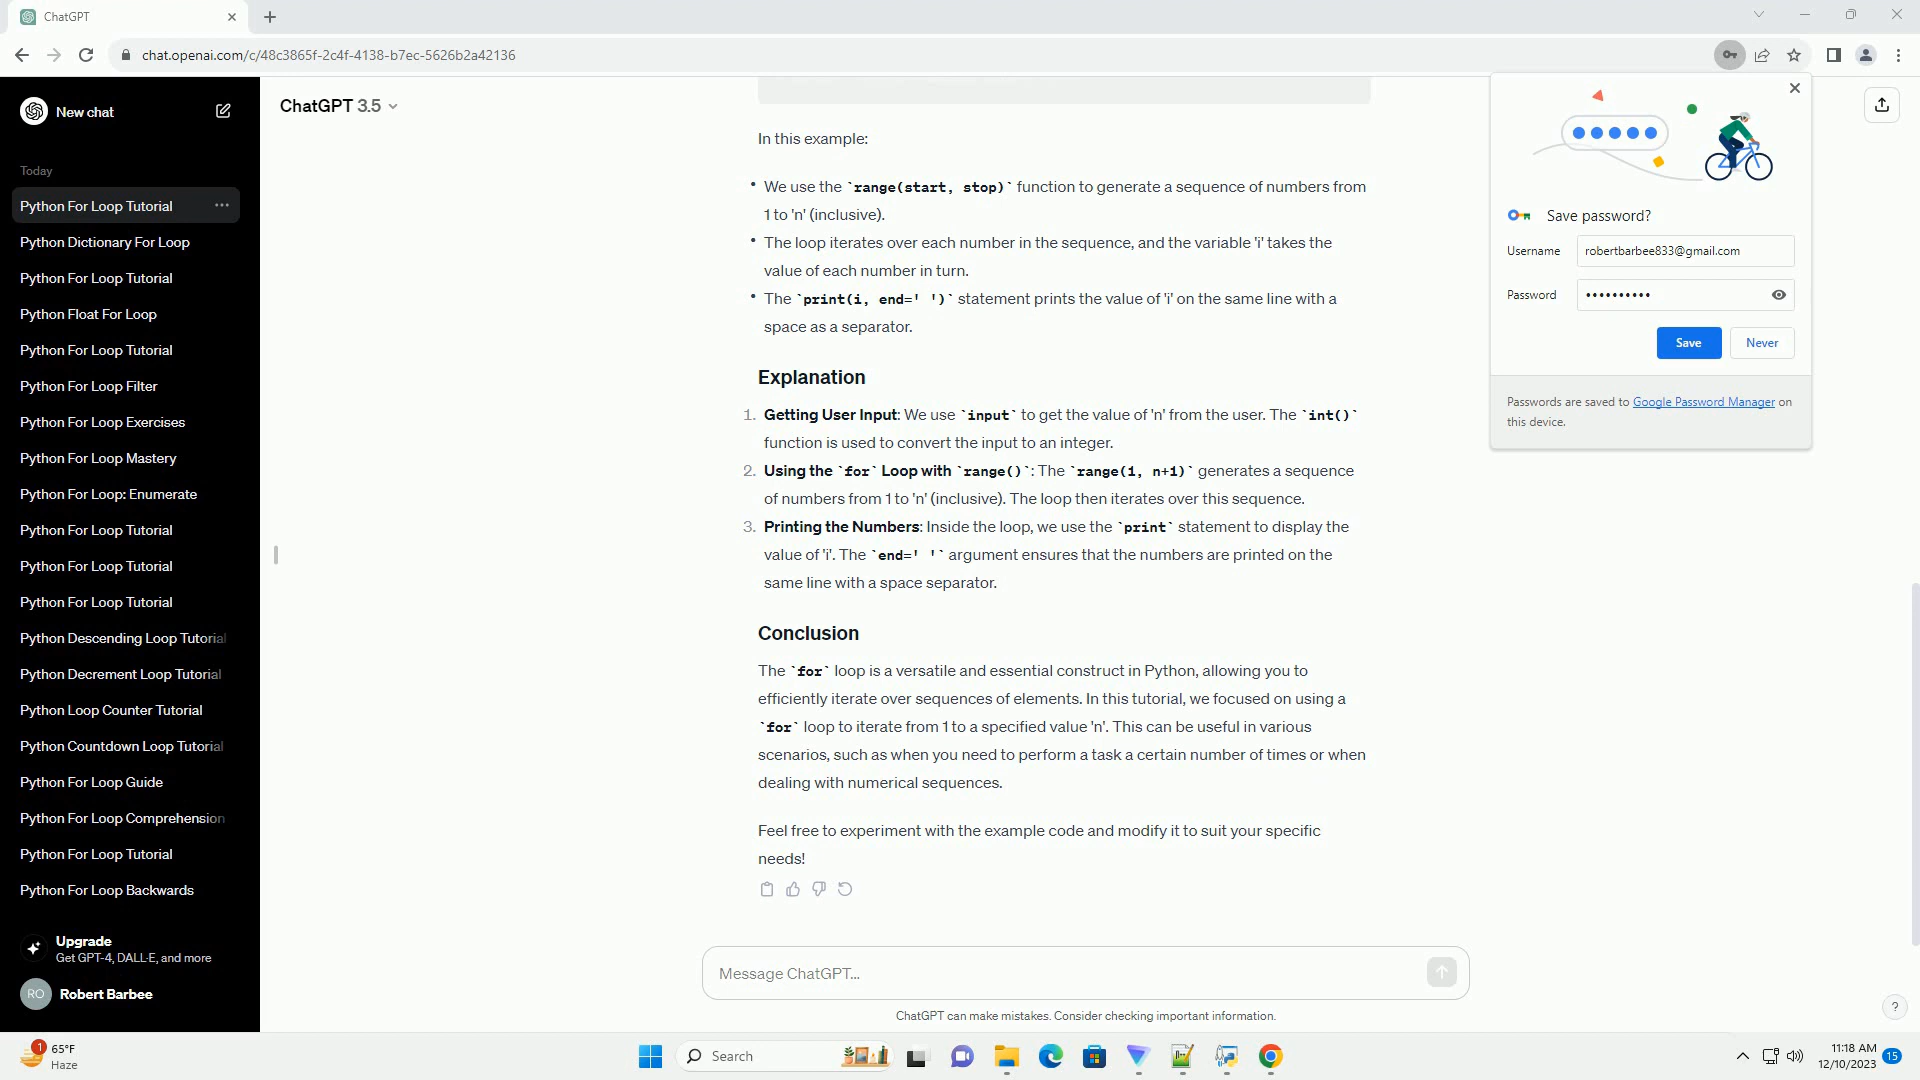 ChatGPT
chat.openai.com/c/48c3865f-2c4f-4138-b7ec-5626b2a42136
New chat
Today
Python For Loop Tutorial
Python Dictionary For Loop
Python For Loop Tutorial
Python Float For Loop
Python For Loop Tutorial
Python For Loop Filter
Python For Loop Exercises
Python For Loop Mastery
Python For Loop: Enumerate
Python For Loop Tutorial
Python For Loop Tutorial
Python For Loop Tutorial
Python Descending Loop Tutorial
Python Decrement Loop Tutorial
Python Loop Counter Tutorial
Python Countdown Loop Tutorial
Python For Loop Guide
Python For Loop Comprehension
Python For Loop Tutorial
Python For Loop Backwards
Upgrade
Get GPT-4, DALL·E, and more
RO
Robert Barbee
ChatGPT 3.5
In this example:
• We use the `range(start, stop)` function to generate a sequence of numbers from
1 to 'n' (inclusive).
• The loop iterates over each number in the sequence, and the variable 'i' takes the
value of each number in turn.
• The `print(i, end=' ')` statement prints the value of 'i' on the same line with a
space as a separator.
Explanation
1. Getting User Input: We use `input` to get the value of 'n' from the user. The `int()`
function is used to convert the input to an integer.
2. Using the `for` Loop with `range()`: The `range(1, n+1)` generates a sequence
of numbers from 1 to 'n' (inclusive). The loop then iterates over this sequence.
3. Printing the Numbers: Inside the loop, we use the `print` statement to display the
value of 'i'. The `end=' '` argument ensures that the numbers are printed on the
same line with a space separator.
Conclusion
The `for` loop is a versatile and essential construct in Python, allowing you to
efficiently iterate over sequences of elements. In this tutorial, we focused on using a
`for` loop to iterate from 1 to a specified value 'n'. This can be useful in various
scenarios, such as when you need to perform a task a certain number of times or when
dealing with numerical sequences.
Feel free to experiment with the example code and modify it to suit your specific
needs!
Message ChatGPT...
ChatGPT can make mistakes. Consider checking important information.
?
Save password?
Username
robertbarbee833@gmail.com
Password
••••••••••
Save
Never
Passwords are saved to Google Password Manager on
this device.
1
65°F
Haze
Search
11:18 AM
12/10/2023
15